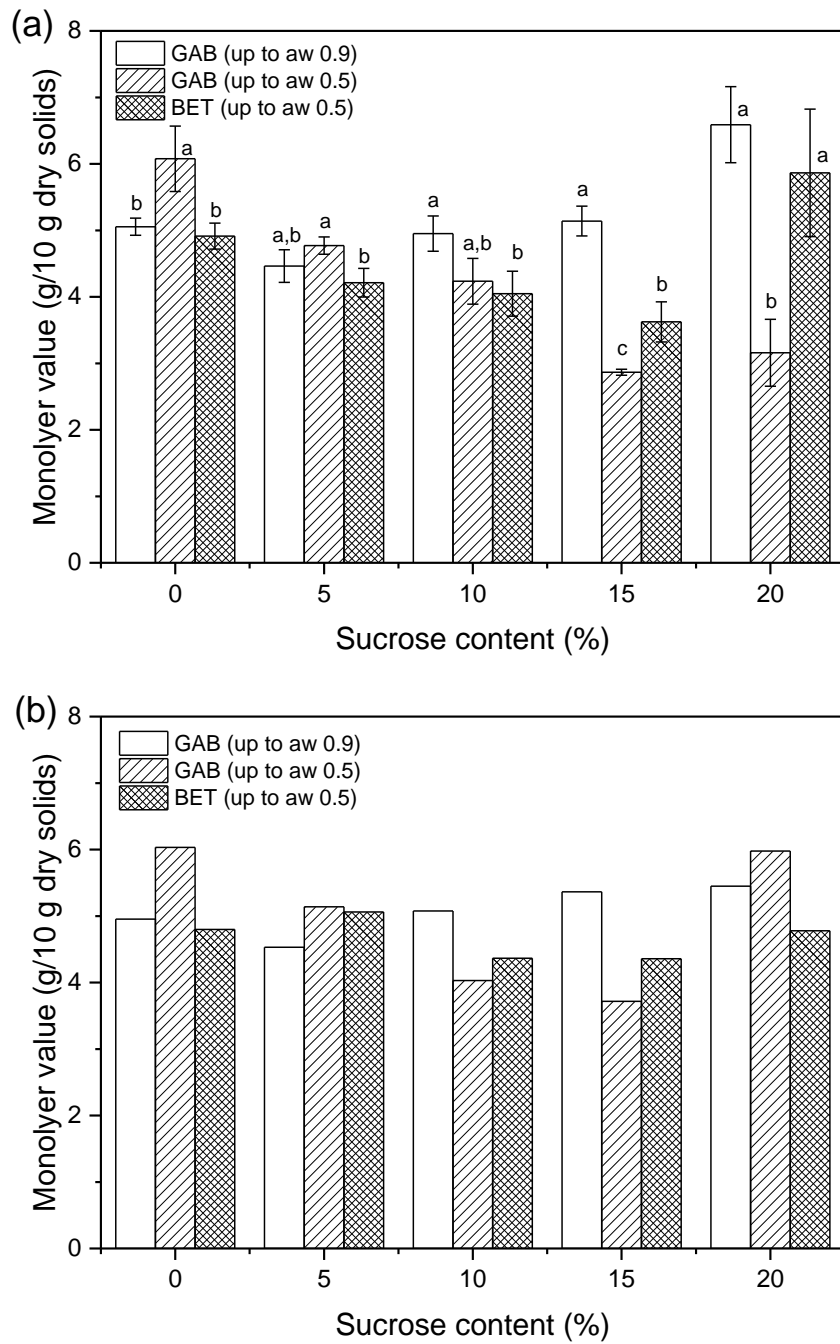 (a)
8
6
4
2
0
Monolyer value (g/10 g dry solids)
GAB (up to aw 0.9)
GAB (up to aw 0.5)
BET (up to aw 0.5)
b
a
b
a,b
a
b
a
a,b
b
a
c
b
a
b
a
0 5 10 15 20
Sucrose content (%)
(b)
8
6
4
2
0
Monolyer value (g/10 g dry solids)
GAB (up to aw 0.9)
GAB (up to aw 0.5)
BET (up to aw 0.5)
0 5 10 15 20
Sucrose content (%)